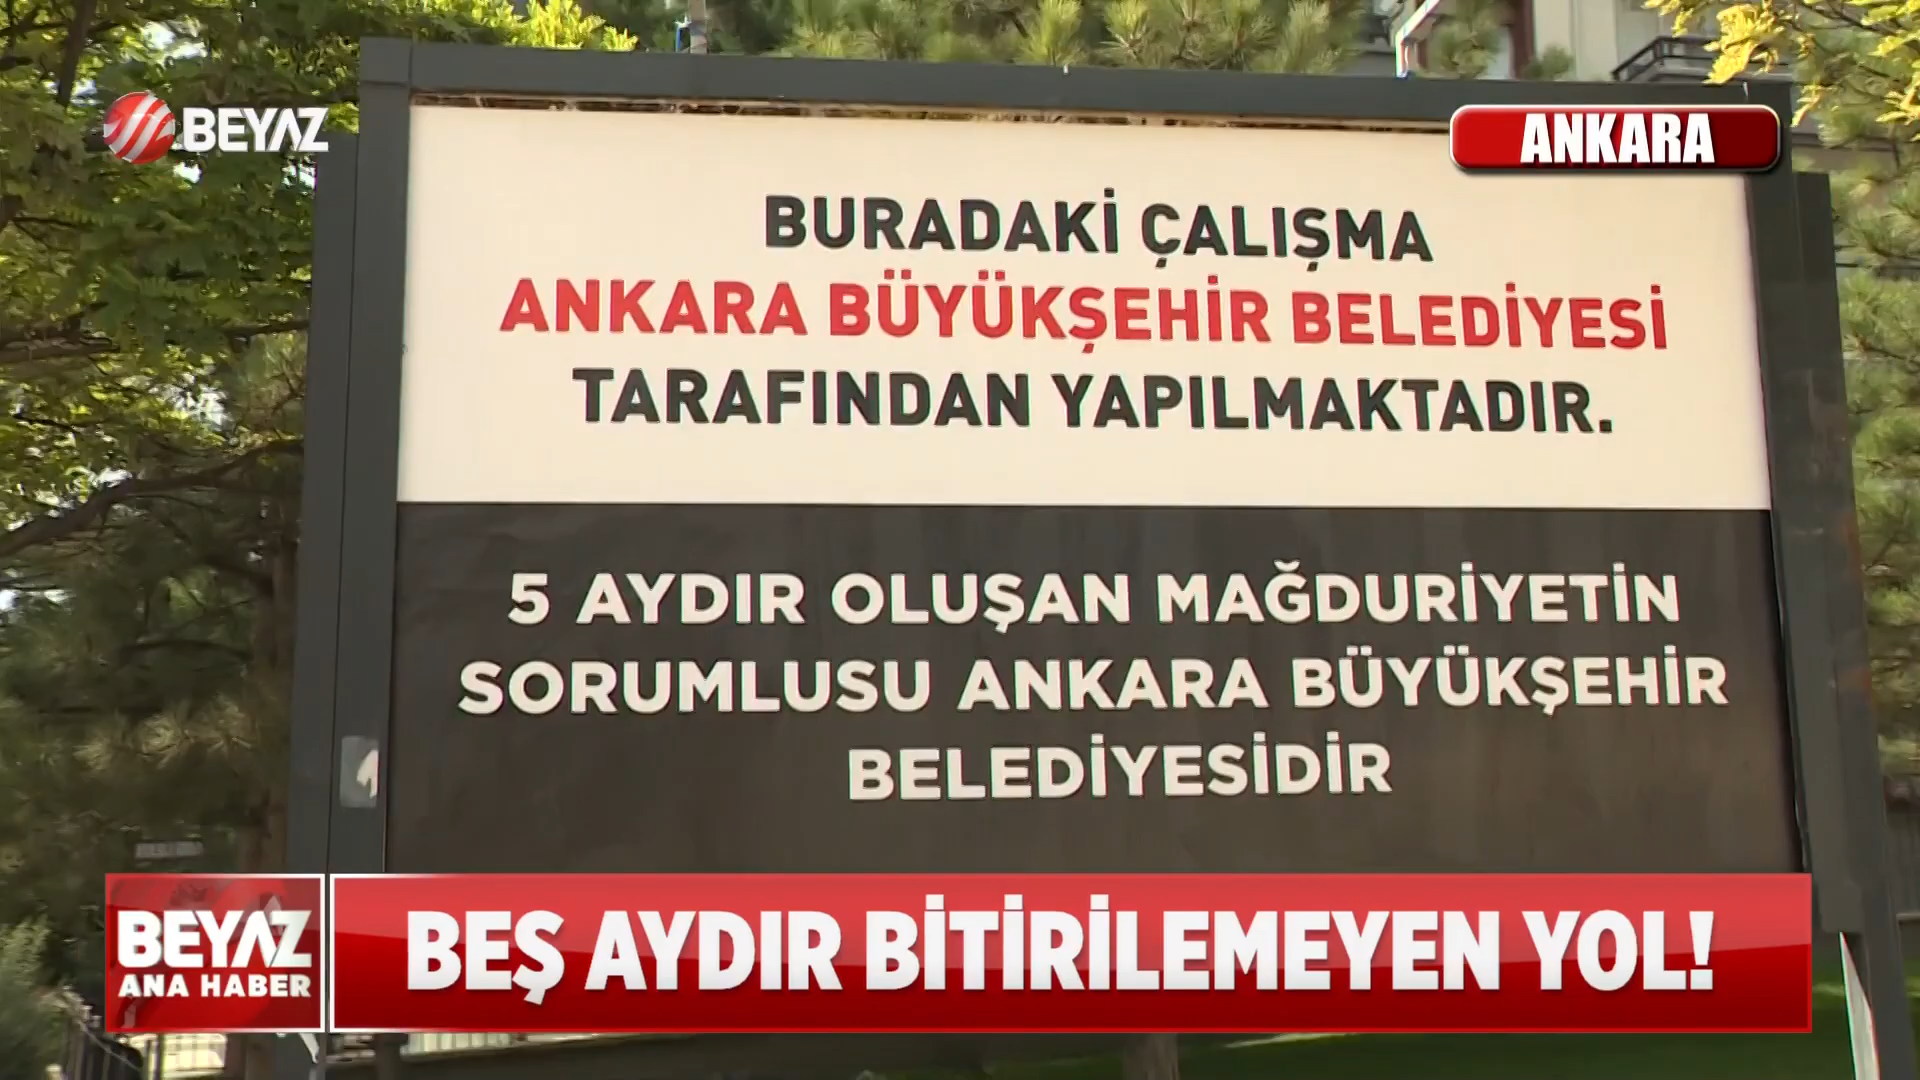 BEYAZ
ANKARA
BURADAKİ ÇALIŞMA
ANKARA BÜYÜKŞEHİR BELEDİYESİ
TARAFINDAN YAPILMAKTADIR.
5 AYDIR OLUŞAN MAĞDURİYETİN
SORUMLUSU ANKARA BÜYÜKŞEHİR
BELEDİYESİDİR
BEYAZ
ANA HABER
BEŞ AYDIR BİTİRİLEMEYEN YOL!